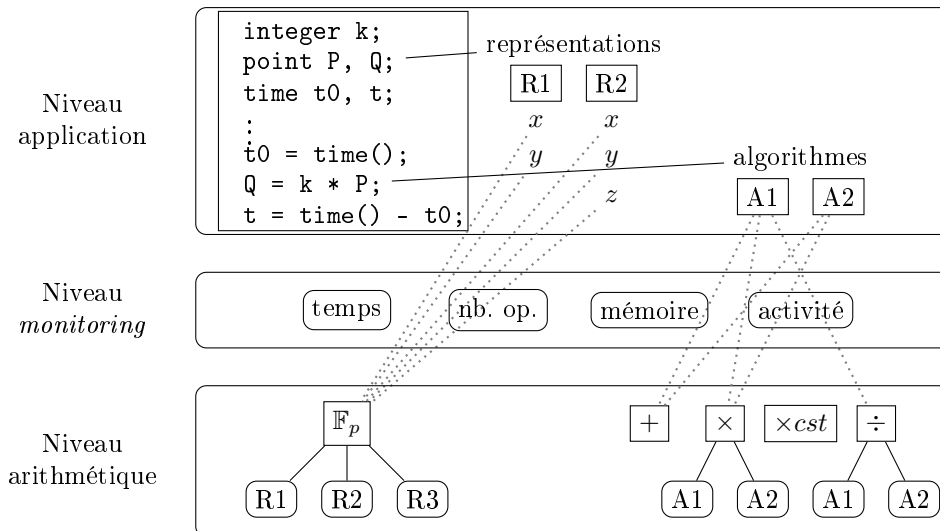 Niveau
application
integer k;
point P, Q;
time t0, t;
⋮
t0 = time();
Q = k * P;
t = time() - t0;
représentations
R1 R2
x x
y y
z
algorithmes
A1 A2
Niveau
monitoring
temps nb. op. mémoire activité
Niveau
arithmétique
𝔽p + × ×cst ÷
R1 R2 R3 A1 A2 A1 A2